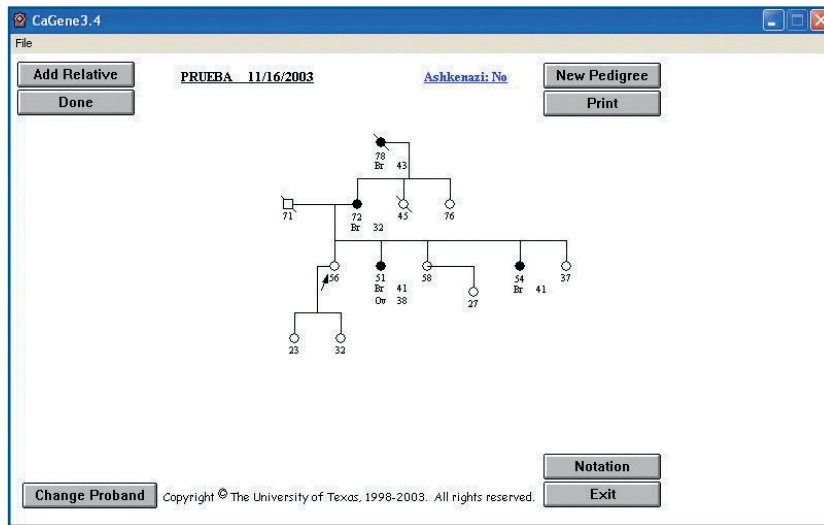 CaGene3.4
File
Add Relative
PRUEBA 11/16/2003
Ashkenazi: No
New Pedigree
Done
Print
78
Br 43
71
72
45
76
Br 32
56
51
58
54
37
Br 41
27
Br 41
Ov 38
23
32
Notation
Change Proband
Copyright © The University of Texas, 1998-2003. All rights reserved.
Exit